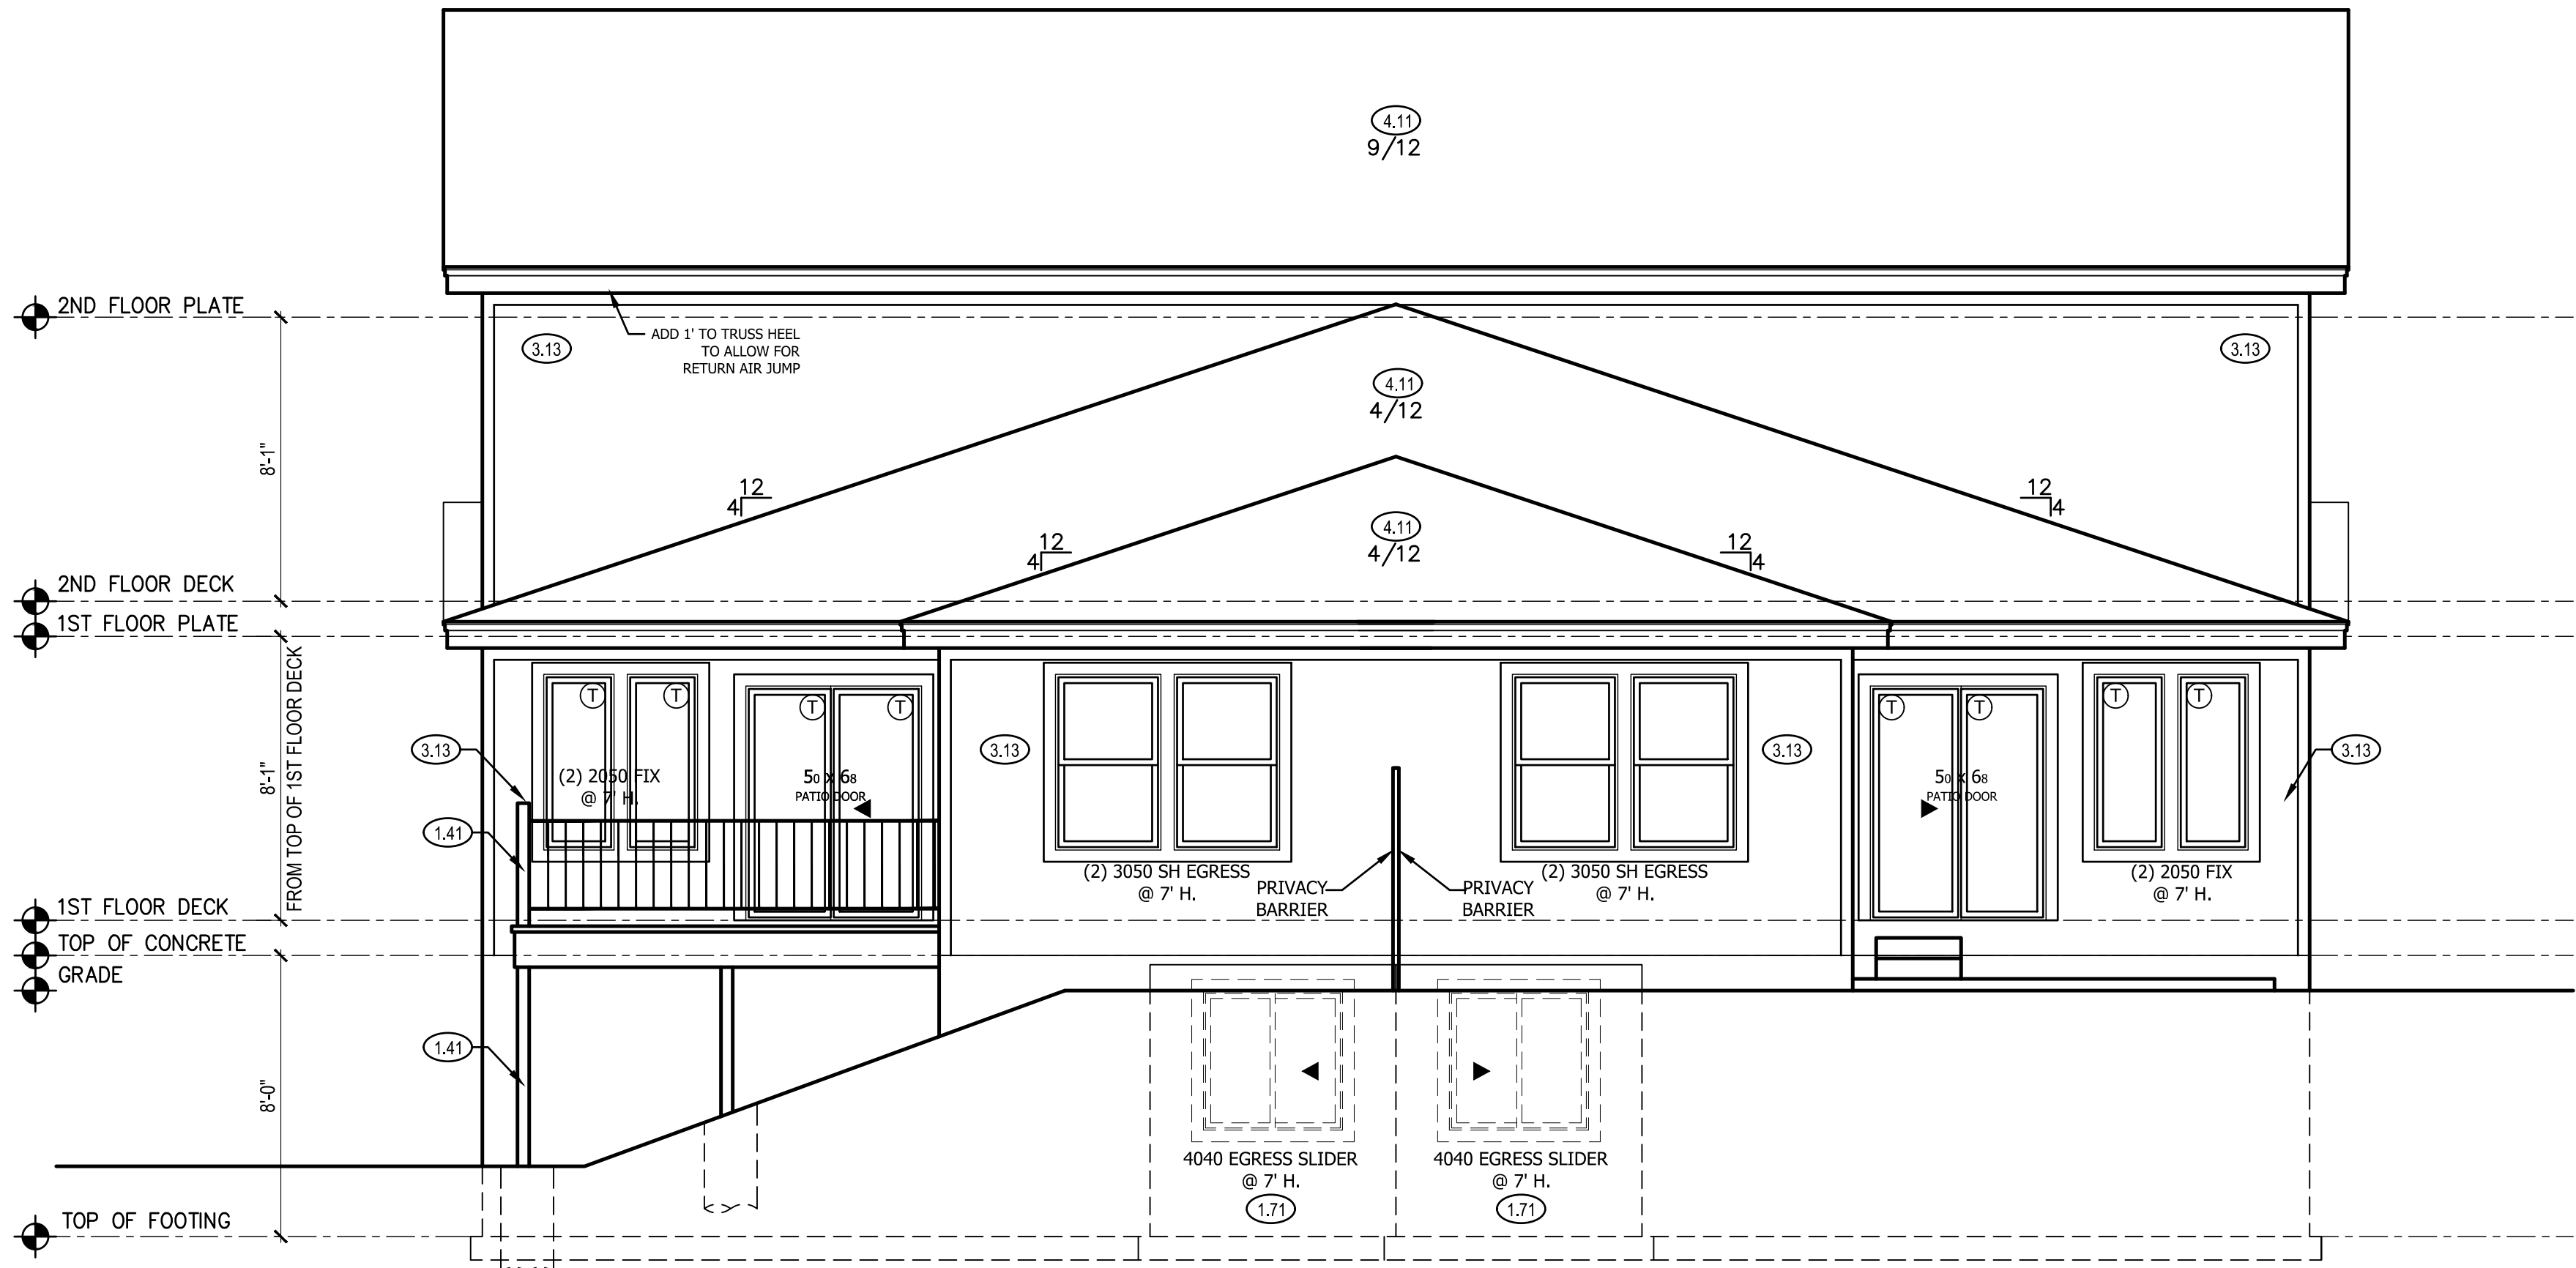 4.11
9/12
2ND FLOOR PLATE
ADD 1' TO TRUSS HEEL
TO ALLOW FOR
RETURN AIR JUMP
3.13
3.13
4.11
4/12
8'-1"
12
4
12
4
4.11
4/12
12
4
12
4
2ND FLOOR DECK
1ST FLOOR PLATE
8'-1"
FROM TOP OF 1ST FLOOR DECK
T
T
T
T
T
T
T
T
3.13
3.13
3.13
3.13
(2) 2050 FIX
@ 7' H.
50 x 68
PATIO DOOR
50 x 68
PATIO DOOR
1.41
(2) 3050 SH EGRESS
@ 7' H.
PRIVACY
BARRIER
PRIVACY
BARRIER
(2) 3050 SH EGRESS
@ 7' H.
(2) 2050 FIX
@ 7' H.
1ST FLOOR DECK
TOP OF CONCRETE
GRADE
1.41
8'-0"
4040 EGRESS SLIDER
@ 7' H.
1.71
4040 EGRESS SLIDER
@ 7' H.
1.71
TOP OF FOOTING